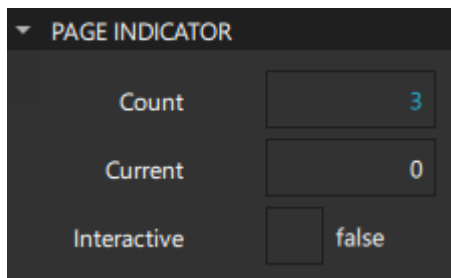 PAGE INDICATOR
Count 3
Current 0
Interactive false